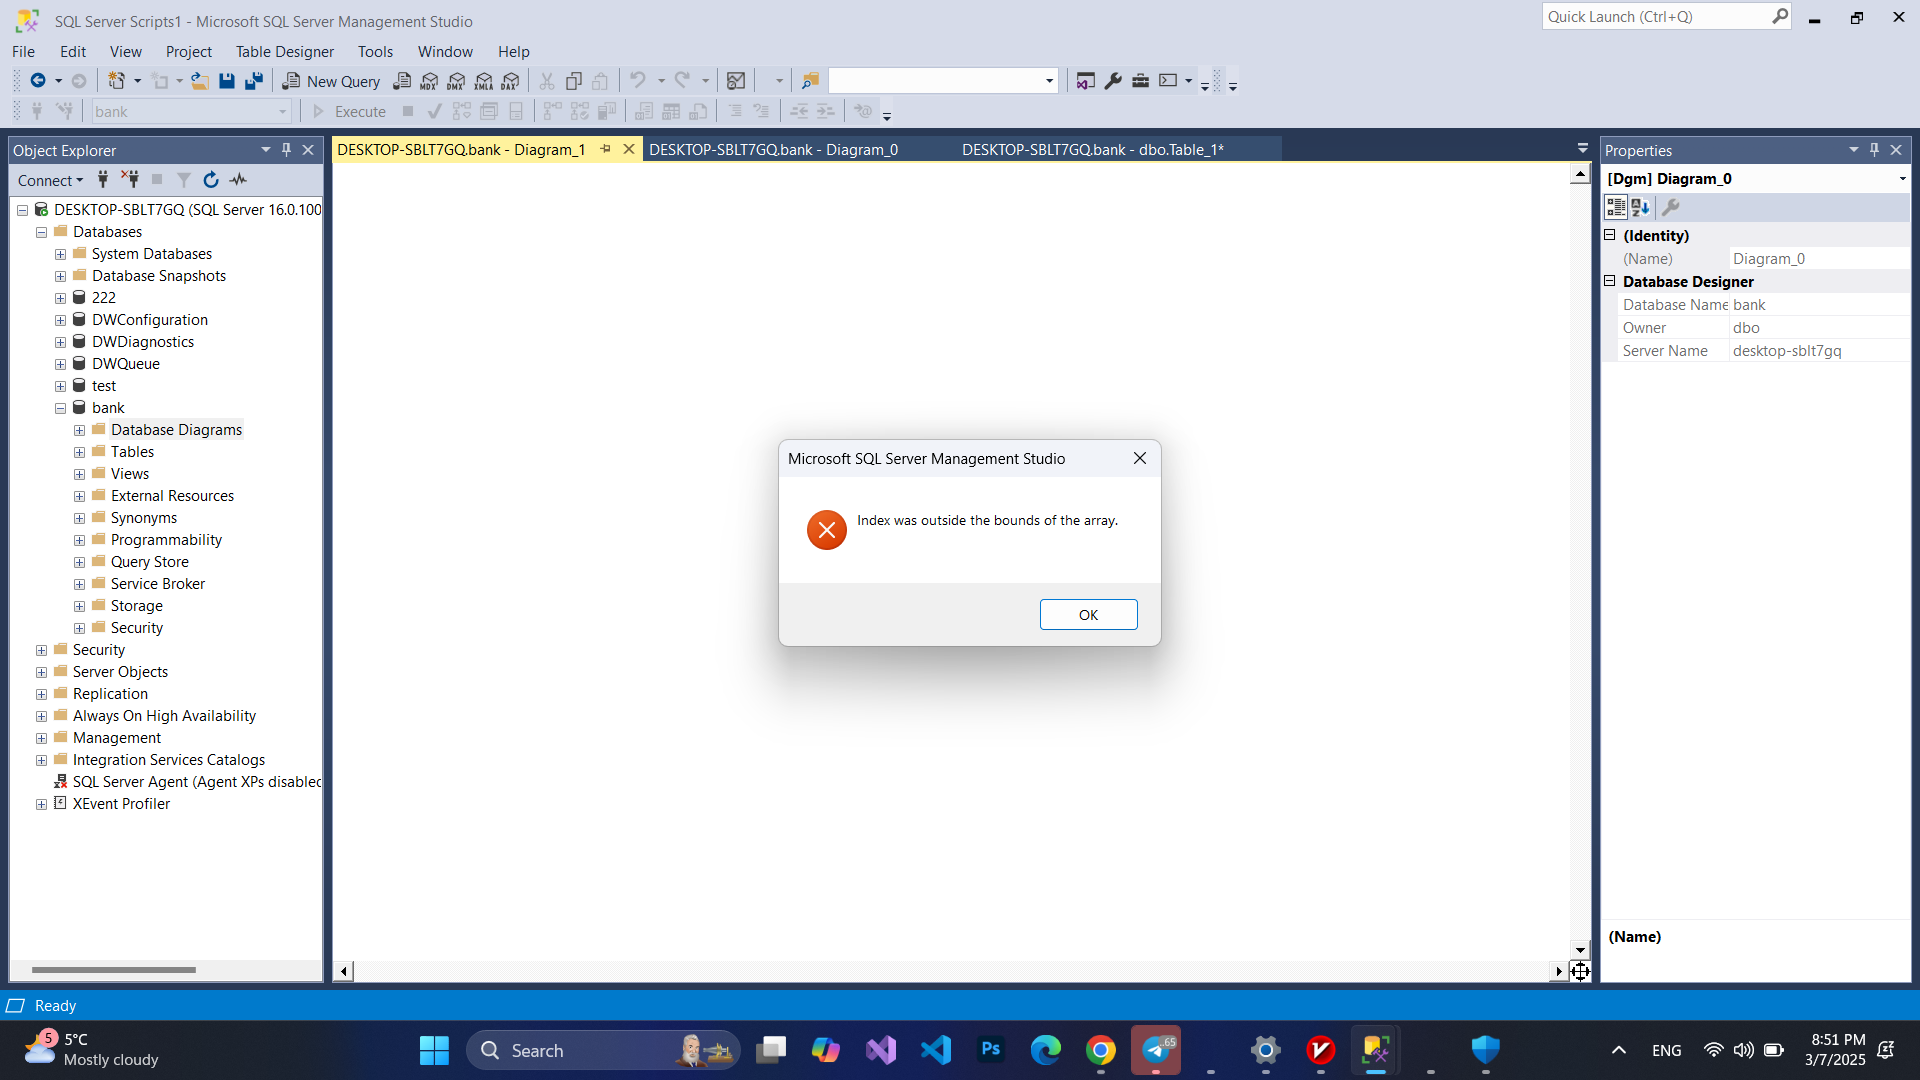 SQL Server Scripts1 - Microsoft SQL Server Management Studio
Quick Launch (Ctrl+Q)
File Edit View Project Table Designer Tools Window Help
New Query
MDX DMX XMLA DAX
bank
Execute
Object Explorer
DESKTOP-SBLT7GQ.bank - Diagram_1
DESKTOP-SBLT7GQ.bank - Diagram_0
DESKTOP-SBLT7GQ.bank - dbo.Table_1*
Properties
Connect
[Dgm] Diagram_0
DESKTOP-SBLT7GQ (SQL Server 16.0.100
Databases
System Databases
Database Snapshots
222
DWConfiguration
DWDiagnostics
DWQueue
test
bank
Database Diagrams
Tables
Views
External Resources
Synonyms
Programmability
Query Store
Service Broker
Storage
Security
Security
Server Objects
Replication
Always On High Availability
Management
Integration Services Catalogs
SQL Server Agent (Agent XPs disabled
XEvent Profiler
Microsoft SQL Server Management Studio
Index was outside the bounds of the array.
OK
(Identity)
(Name) Diagram_0
Database Designer
Database Name bank
Owner dbo
Server Name desktop-sblt7gq
(Name)
Ready
5
5°C
Mostly cloudy
Search
Ps
.65
ENG
8:51 PM
3/7/2025